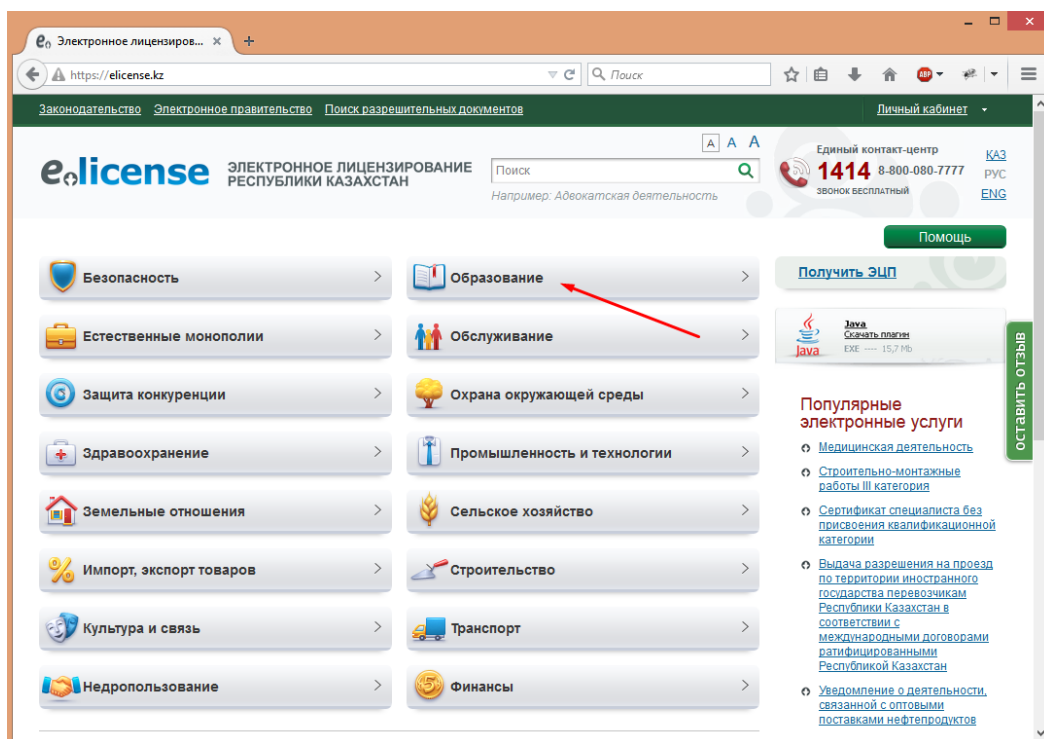 Электронное лицензиров...
https://elicense.kz
Поиск
ABP
Законодательство Электронное правительство Поиск разрешительных документов
Личный кабинет
A A A
e.license
ЭЛЕКТРОННОЕ ЛИЦЕНЗИРОВАНИЕ
РЕСПУБЛИКИ КАЗАХСТАН
Поиск
Например: Адвокатская деятельность
Единый контакт-центр
1414 8-800-080-7777
ЗВОНОК БЕСПЛАТНЫЙ
ҚАЗ
РУС
ENG
Помощь
Безопасность
Образование
Естественные монополии
Обслуживание
Защита конкуренции
Охрана окружающей среды
Здравоохранение
Промышленность и технологии
Земельные отношения
Сельское хозяйство
Импорт, экспорт товаров
Строительство
Культура и связь
Транспорт
Недропользование
Финансы
Получить ЭЦП
Java
Java
Скачать плагин
EXE ---- 15,7 Mb
ОСТАВИТЬ ОТЗЫВ
Популярные
электронные услуги
Медицинская деятельность
Строительно-монтажные
работы III категория
Сертификат специалиста без
присвоения квалификационной
категории
Выдача разрешения на проезд
по территории иностранного
государства перевозчикам
Республики Казахстан в
соответствии с
международными договорами
ратифицированными
Республикой Казахстан
Уведомление о деятельности,
связанной с оптовыми
поставками нефтепродуктов